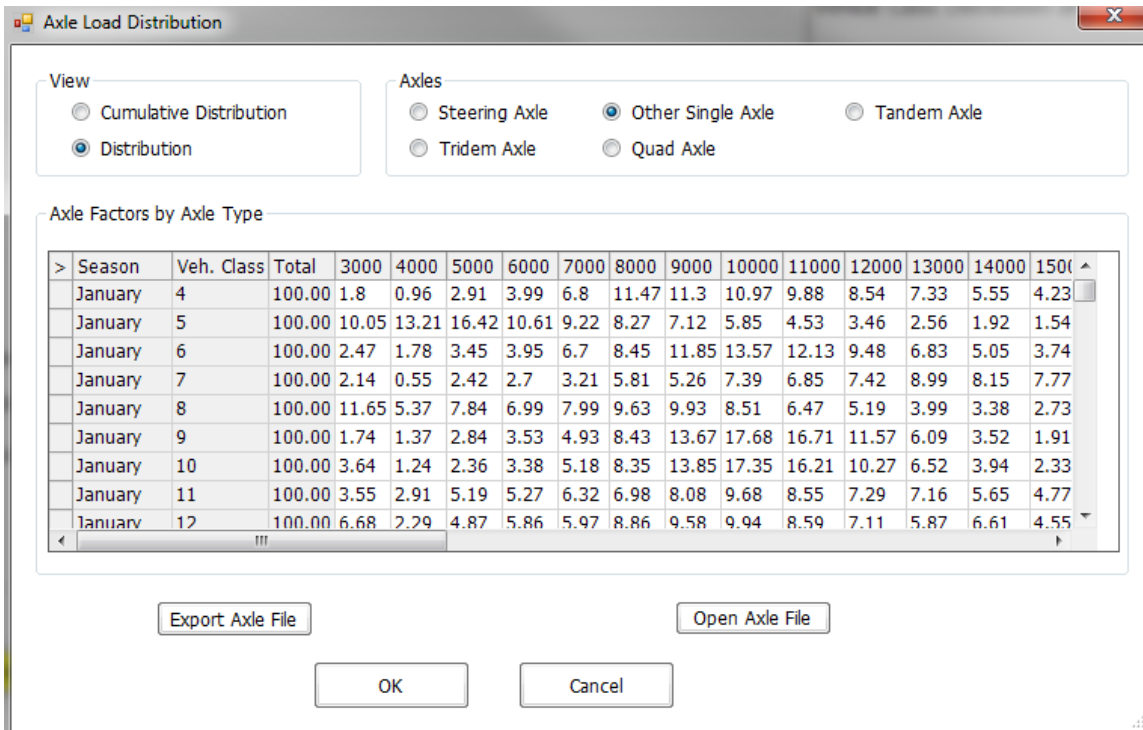 Axle Load Distribution
View
Cumulative Distribution
Distribution
Axles
Steering Axle Other Single Axle Tandem Axle
Tridem Axle Quad Axle
Axle Factors by Axle Type
> Season Veh. Class Total 3000 4000 5000 6000 7000 8000 9000 10000 11000 12000 13000 14000 1500
January 4 100.00 1.8 0.96 2.91 3.99 6.8 11.47 11.3 10.97 9.88 8.54 7.33 5.55 4.23
January 5 100.00 10.05 13.21 16.42 10.61 9.22 8.27 7.12 5.85 4.53 3.46 2.56 1.92 1.54
January 6 100.00 2.47 1.78 3.45 3.95 6.7 8.45 11.85 13.57 12.13 9.48 6.83 5.05 3.74
January 7 100.00 2.14 0.55 2.42 2.7 3.21 5.81 5.26 7.39 6.85 7.42 8.99 8.15 7.77
January 8 100.00 11.65 5.37 7.84 6.99 7.99 9.63 9.93 8.51 6.47 5.19 3.99 3.38 2.73
January 9 100.00 1.74 1.37 2.84 3.53 4.93 8.43 13.67 17.68 16.71 11.57 6.09 3.52 1.91
January 10 100.00 3.64 1.24 2.36 3.38 5.18 8.35 13.85 17.35 16.21 10.27 6.52 3.94 2.33
January 11 100.00 3.55 2.91 5.19 5.27 6.32 6.98 8.08 9.68 8.55 7.29 7.16 5.65 4.77
January 12 100.00 6.68 2.29 4.87 5.86 5.97 8.86 9.58 9.94 8.59 7.11 5.87 6.61 4.55
Export Axle File Open Axle File
OK Cancel